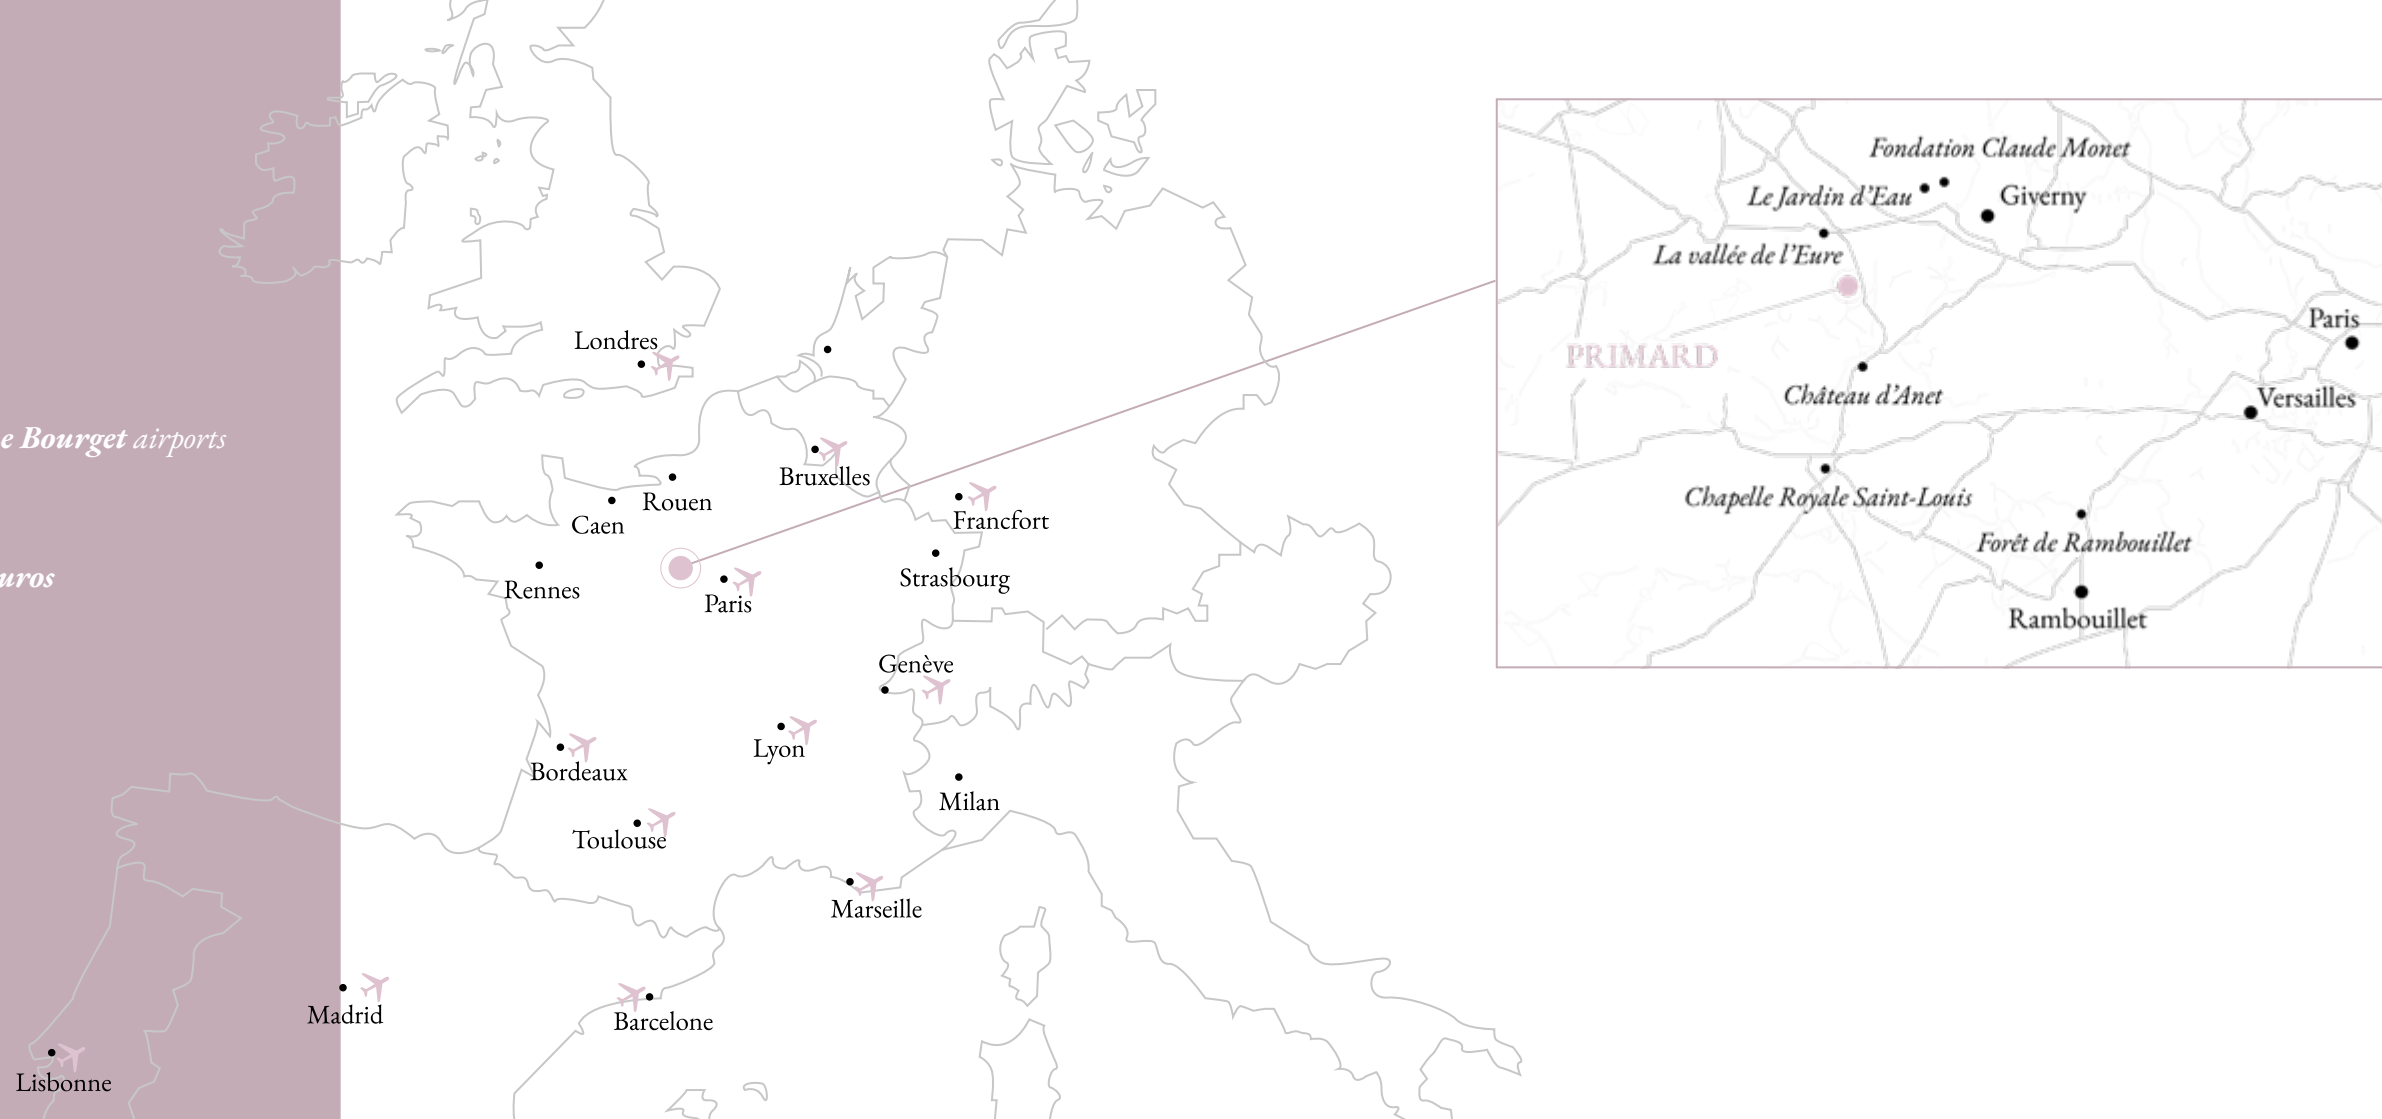 e Bourget airports
uros
Londres
Bruxelles
Rouen
Caen
Francfort
Strasbourg
Rennes
Paris
Genève
Lyon
Bordeaux
Milan
Toulouse
Marseille
Madrid
Barcelone
Lisbonne
Fondation Claude Monet
Le Jardin d’Eau
Giverny
La vallée de l’Eure
Paris
PRIMARD
Château d’Anet
Versailles
Chapelle Royale Saint-Louis
Forêt de Rambouillet
Rambouillet